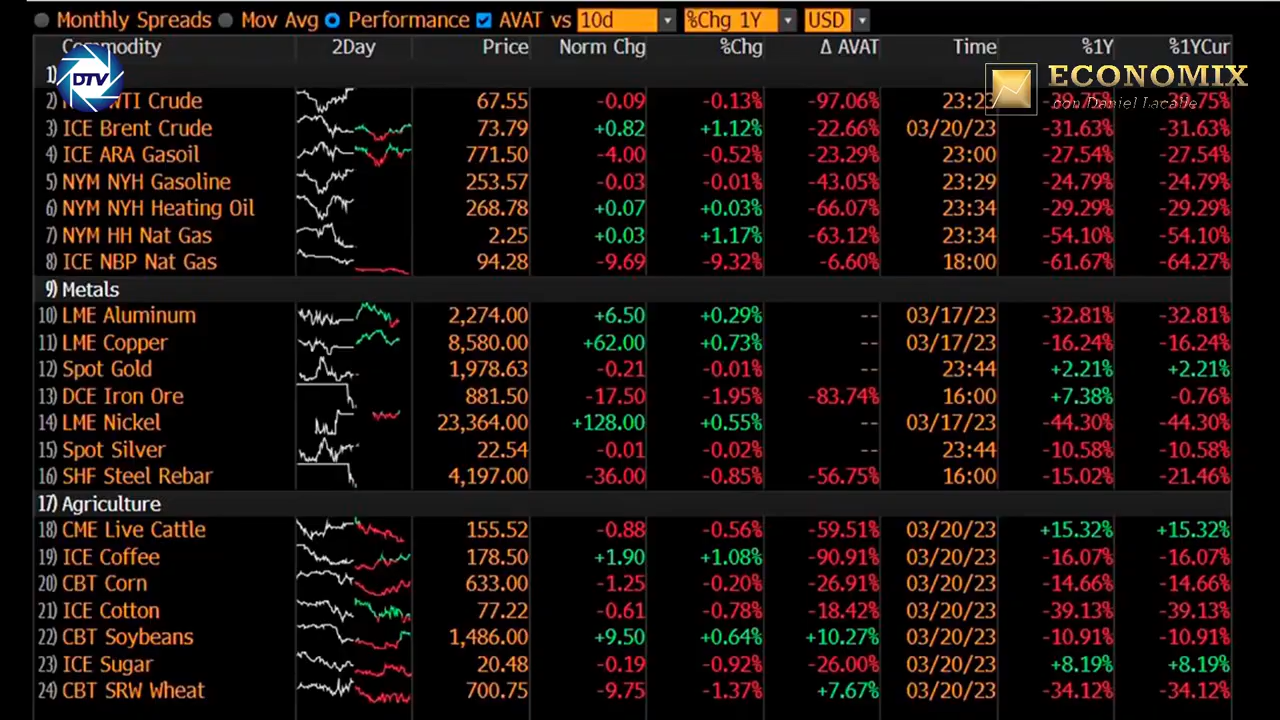 Monthly Spreads Mov Avg Performance AVAT vs 10d %Chg 1Y USD
Commodity 2Day Price Norm Chg %Chg Δ AVAT Time %1Y %1YCur
DTV
ECONOMIX
con Daniel Lacalle
1)
2) WTI Crude 67.55 -0.09 -0.13% -97.06% 23:23 -39.75% -39.75%
3) ICE Brent Crude 73.79 +0.82 +1.12% -22.66% 03/20/23 -31.63% -31.63%
4) ICE ARA Gasoil 771.50 -4.00 -0.52% -23.29% 23:00 -27.54% -27.54%
5) NYM NYH Gasoline 253.57 -0.03 -0.01% -43.05% 23:29 -24.79% -24.79%
6) NYM NYH Heating Oil 268.78 +0.07 +0.03% -66.07% 23:34 -29.29% -29.29%
7) NYM HH Nat Gas 2.25 +0.03 +1.17% -63.12% 23:34 -54.10% -54.10%
8) ICE NBP Nat Gas 94.28 -9.69 -9.32% -6.60% 18:00 -61.67% -64.27%
9) Metals
10) LME Aluminum 2,274.00 +6.50 +0.29% -- 03/17/23 -32.81% -32.81%
11) LME Copper 8,580.00 +62.00 +0.73% -- 03/17/23 -16.24% -16.24%
12) Spot Gold 1,978.63 -0.21 -0.01% -- 23:44 +2.21% +2.21%
13) DCE Iron Ore 881.50 -17.50 -1.95% -83.74% 16:00 +7.38% -0.76%
14) LME Nickel 23,364.00 +128.00 +0.55% -- 03/17/23 -44.30% -44.30%
15) Spot Silver 22.54 -0.01 -0.02% -- 23:44 -10.58% -10.58%
16) SHF Steel Rebar 4,197.00 -36.00 -0.85% -56.75% 16:00 -15.02% -21.46%
17) Agriculture
18) CME Live Cattle 155.52 -0.88 -0.56% -59.51% 03/20/23 +15.32% +15.32%
19) ICE Coffee 178.50 +1.90 +1.08% -90.91% 03/20/23 -16.07% -16.07%
20) CBT Corn 633.00 -1.25 -0.20% -26.91% 03/20/23 -14.66% -14.66%
21) ICE Cotton 77.22 -0.61 -0.78% -18.42% 03/20/23 -39.13% -39.13%
22) CBT Soybeans 1,486.00 +9.50 +0.64% +10.27% 03/20/23 -10.91% -10.91%
23) ICE Sugar 20.48 -0.19 -0.92% -26.00% 03/20/23 +8.19% +8.19%
24) CBT SRW Wheat 700.75 -9.75 -1.37% +7.67% 03/20/23 -34.12% -34.12%